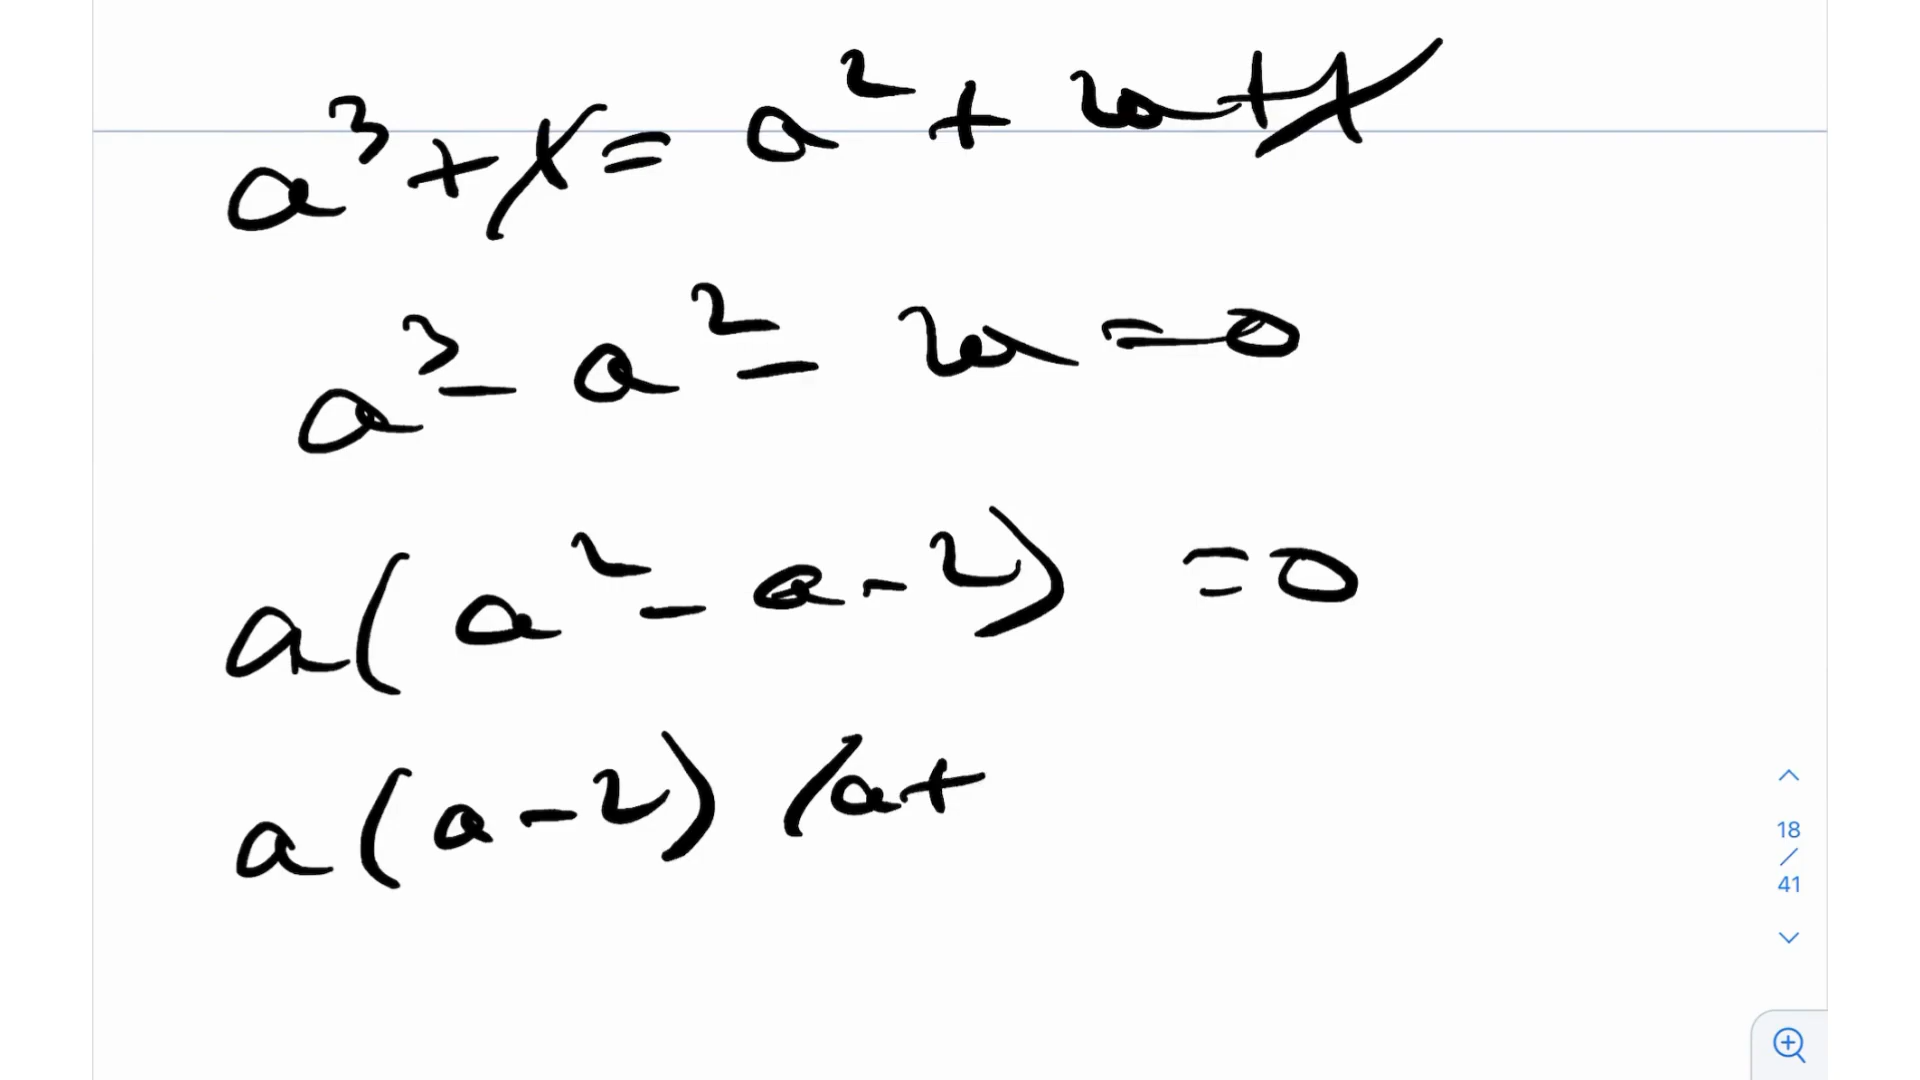 a³ + 1 = a² + 2a + 1
a³ - a² - 2a = 0
a(a² - a - 2) = 0
a(a - 2) (a +
18
/
41